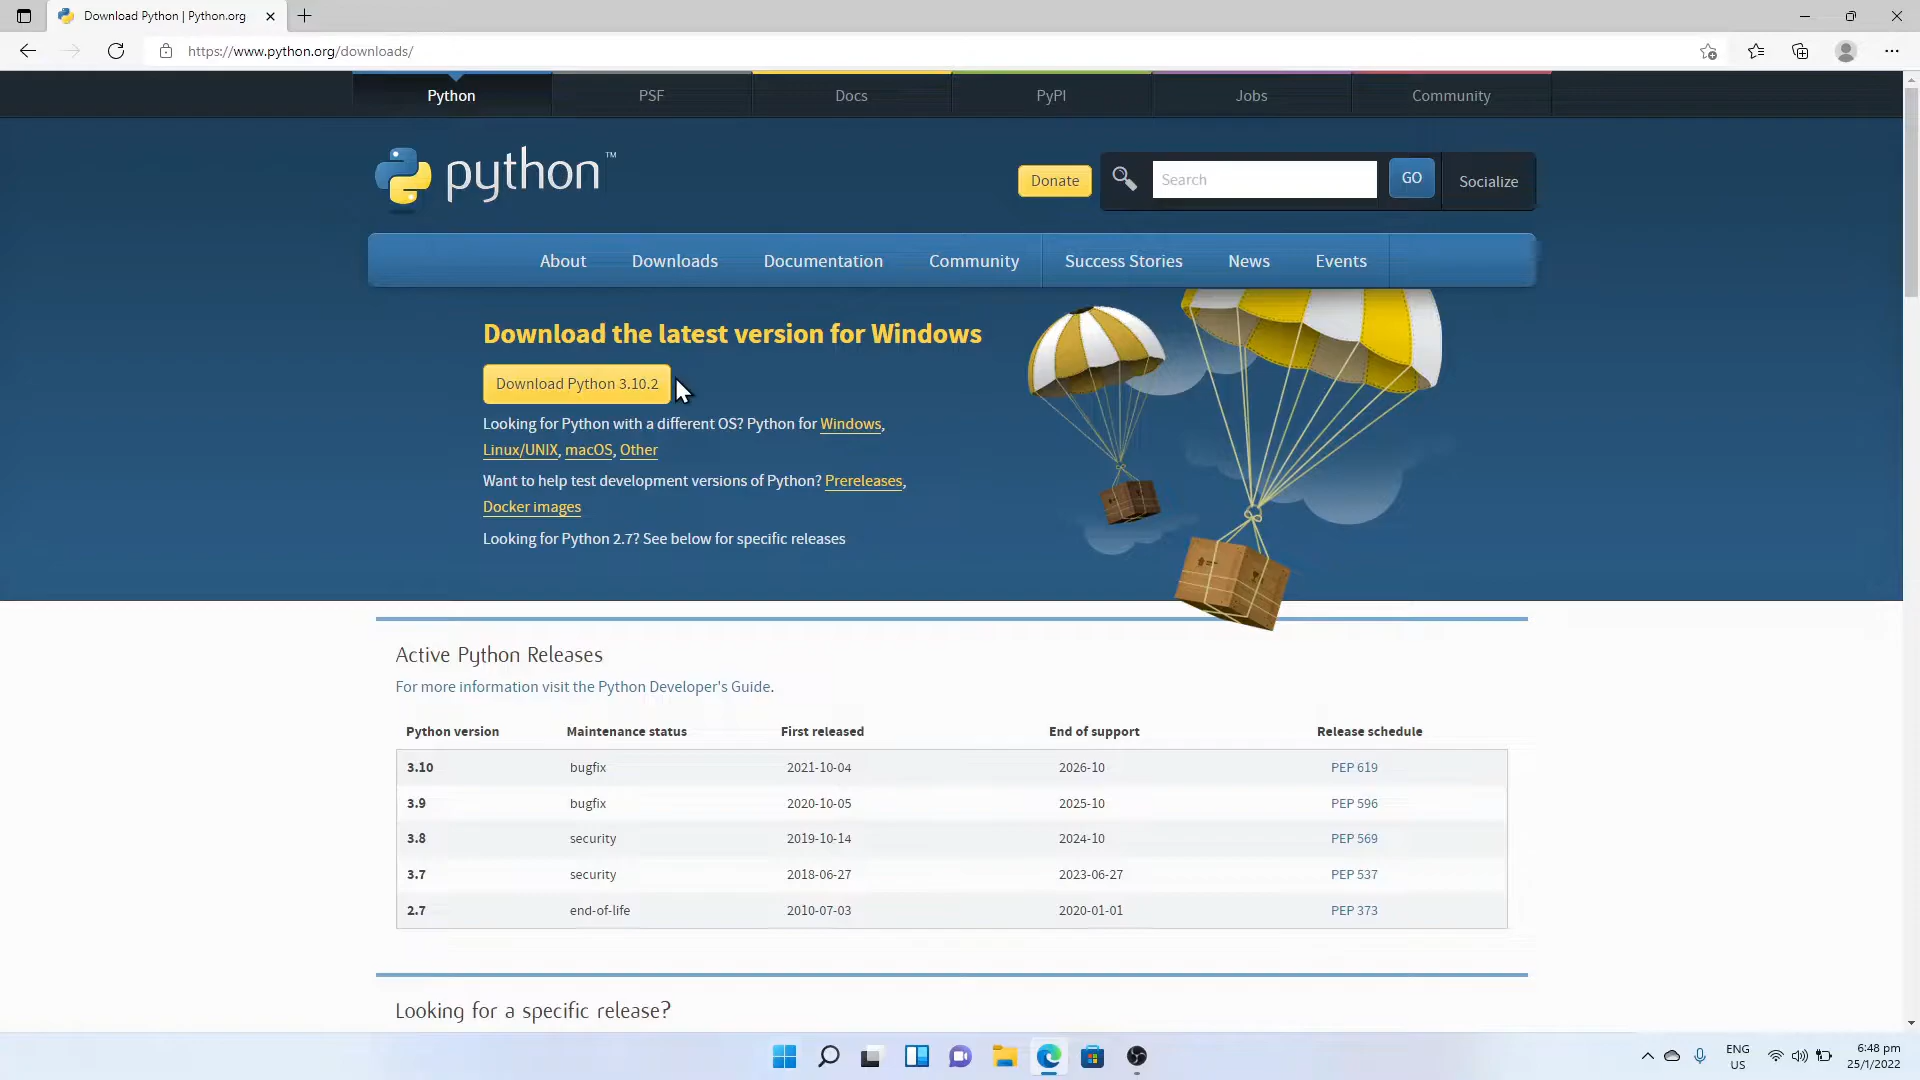 Download Python | Python.org
https://www.python.org/downloads/
Python PSF Docs PyPI Jobs Community
python™
Donate Search GO Socialize
About Downloads Documentation Community Success Stories News Events
Download the latest version for Windows
Download Python 3.10.2
Looking for Python with a different OS? Python for Windows,
Linux/UNIX, macOS, Other
Want to help test development versions of Python? Prereleases,
Docker images
Looking for Python 2.7? See below for specific releases
Active Python Releases
For more information visit the Python Developer's Guide.
Python version Maintenance status First released End of support Release schedule
3.10 bugfix 2021-10-04 2026-10 PEP 619
3.9 bugfix 2020-10-05 2025-10 PEP 596
3.8 security 2019-10-14 2024-10 PEP 569
3.7 security 2018-06-27 2023-06-27 PEP 537
2.7 end-of-life 2010-07-03 2020-01-01 PEP 373
Looking for a specific release?
ENG 6:48 pm
US 25/1/2022